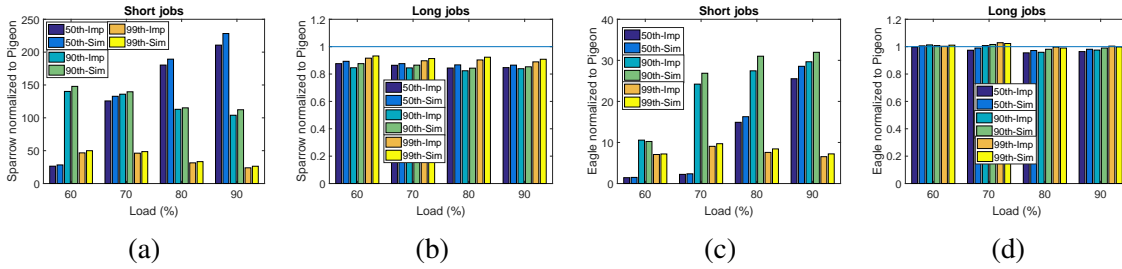 Short jobs
Sparrow normalized to Pigeon
250
200
150
100
50
0
50th-Imp
50th-Sim
90th-Imp
90th-Sim
99th-Imp
99th-Sim
60 70 80 90
Load (%)
(a)
Long jobs
Sparrow normalized to Pigeon
1.2
1
0.8
0.6
0.4
0.2
0
50th-Imp
50th-Sim
90th-Imp
90th-Sim
99th-Imp
99th-Sim
60 70 80 90
Load (%)
(b)
Short jobs
Eagle normalized to Pigeon
40
30
20
10
0
50th-Imp
50th-Sim
90th-Imp
90th-Sim
99th-Imp
99th-Sim
60 70 80 90
Load (%)
(c)
Long jobs
Eagle normalized to Pigeon
1.2
1
0.8
0.6
0.4
0.2
0
50th-Imp
50th-Sim
90th-Imp
90th-Sim
99th-Imp
99th-Sim
60 70 80 90
Load (%)
(d)